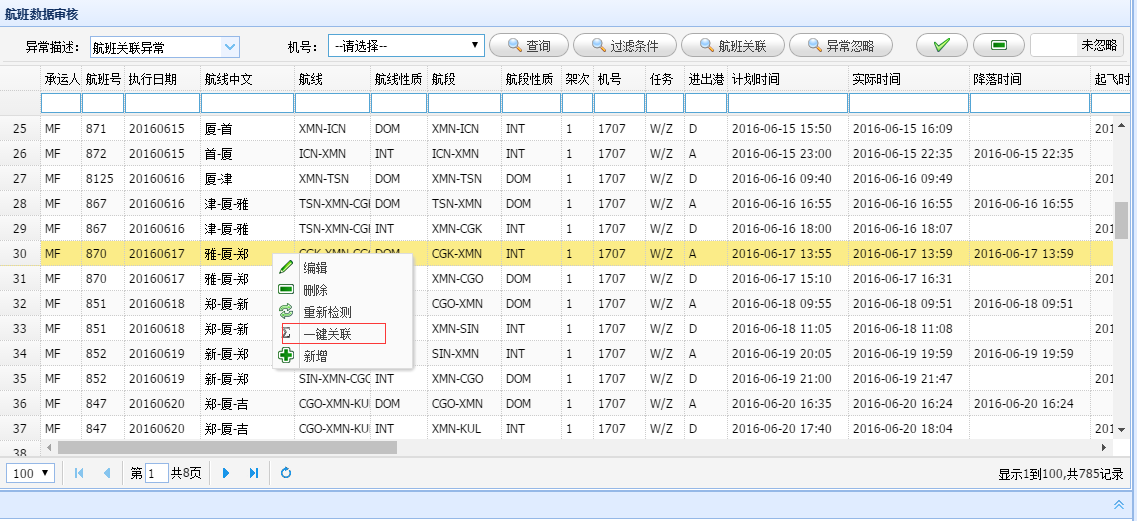 航班数据审核
异常描述： 航班关联异常 机号： --请选择-- 查询 过滤条件 航班关联 异常忽略 未忽略
承运人 航班号 执行日期 航线中文 航线 航线性质 航段 航段性质 架次 机号 任务 进出港 计划时间 实际时间 降落时间 起飞时
25 MF 871 20160615 厦-首 XMN-ICN DOM XMN-ICN INT 1 1707 W/Z D 2016-06-15 15:50 2016-06-15 16:09 201
26 MF 872 20160615 首-厦 ICN-XMN INT ICN-XMN INT 1 1707 W/Z A 2016-06-15 23:00 2016-06-15 22:35 2016-06-15 22:35
27 MF 8125 20160616 厦-津 XMN-TSN DOM XMN-TSN DOM 1 1707 W/Z D 2016-06-16 09:40 2016-06-16 09:49 201
28 MF 867 20160616 津-厦-雅 TSN-XMN-CGK DOM TSN-XMN DOM 1 1707 W/Z A 2016-06-16 16:55 2016-06-16 16:55 2016-06-16 16:55
29 MF 867 20160616 津-厦-雅 TSN-XMN-CGK INT XMN-CGK INT 1 1707 W/Z D 2016-06-16 18:00 2016-06-16 18:07 201
30 MF 870 20160617 雅-厦-郑 CGK-XMN-CGO DOM CGK-XMN INT 1 1707 W/Z A 2016-06-17 13:55 2016-06-17 13:59 2016-06-17 13:59
31 MF 870 20160617 雅-厦-郑 XMN-CGO DOM 1 1707 W/Z D 2016-06-17 15:10 2016-06-17 16:31 201
32 MF 851 20160618 郑-厦-新 CGO-XMN DOM 1 1707 W/Z A 2016-06-18 09:55 2016-06-18 09:51 2016-06-18 09:51
33 MF 851 20160618 郑-厦-新 XMN-SIN INT 1 1707 W/Z D 2016-06-18 11:05 2016-06-18 11:08 201
34 MF 852 20160619 新-厦-郑 SIN-XMN INT 1 1707 W/Z A 2016-06-19 20:05 2016-06-19 19:59 2016-06-19 19:59
35 MF 852 20160619 新-厦-郑 SIN-XMN-CGO INT XMN-CGO DOM 1 1707 W/Z D 2016-06-19 21:00 2016-06-19 21:47 201
36 MF 847 20160620 郑-厦-吉 CGO-XMN-KUL DOM CGO-XMN DOM 1 1707 W/Z A 2016-06-20 16:35 2016-06-20 16:24 2016-06-20 16:24
37 MF 847 20160620 郑-厦-吉 CGO-XMN-KUL INT XMN-KUL INT 1 1707 W/Z D 2016-06-20 17:40 2016-06-20 18:04 201
38
编辑
删除
重新检测
Σ 一键关联
新增
100 第 1 共8页 显示1到100,共785记录